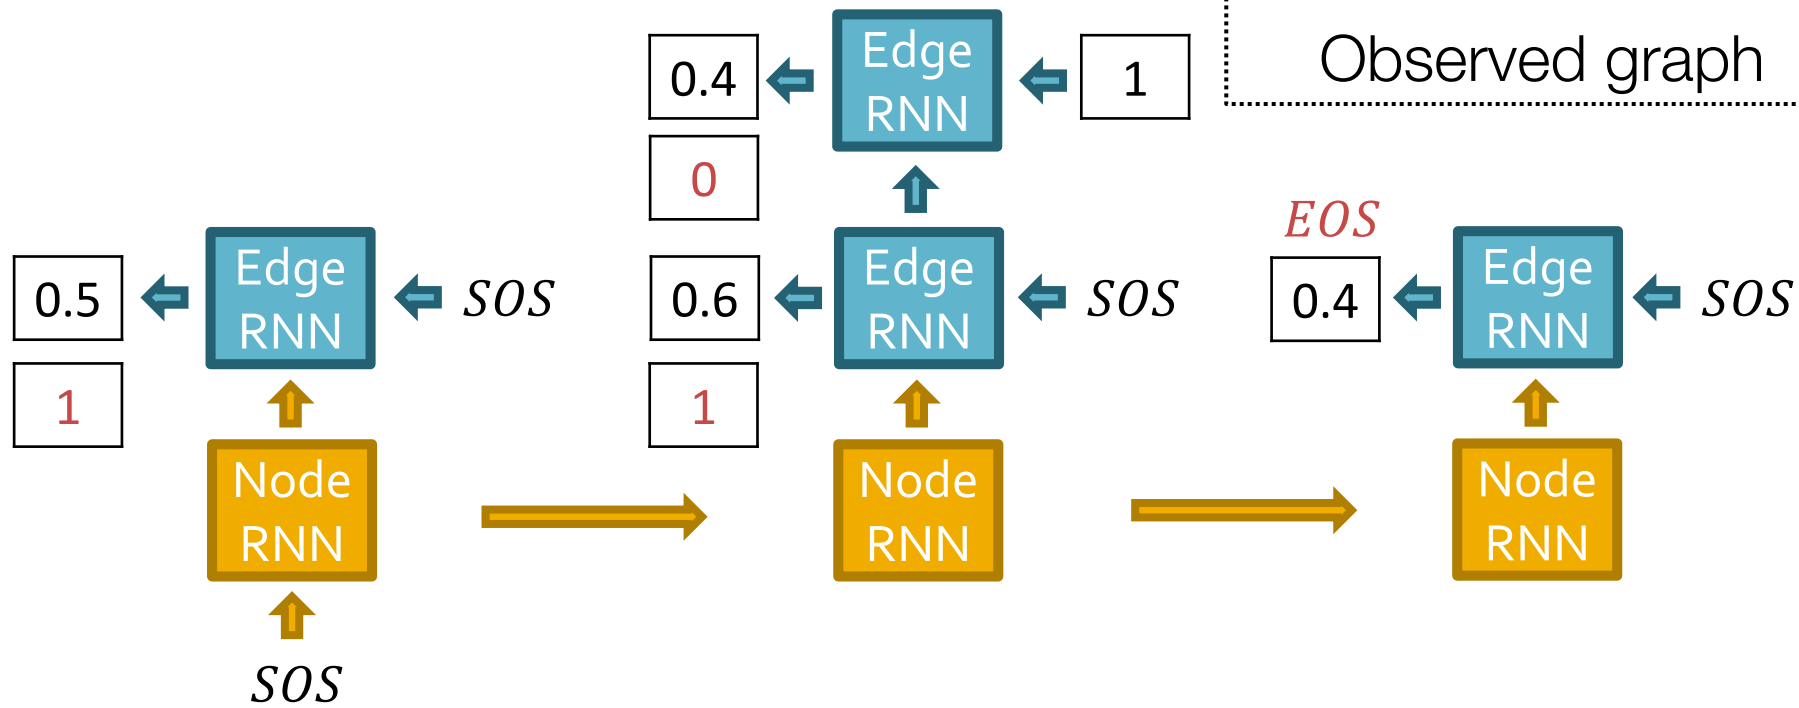 Observed graph
0.4
Edge
RNN
1
0
EOS
0.5
Edge
RNN
SOS
0.6
Edge
RNN
SOS
0.4
Edge
RNN
SOS
1
1
Node
RNN
Node
RNN
Node
RNN
SOS